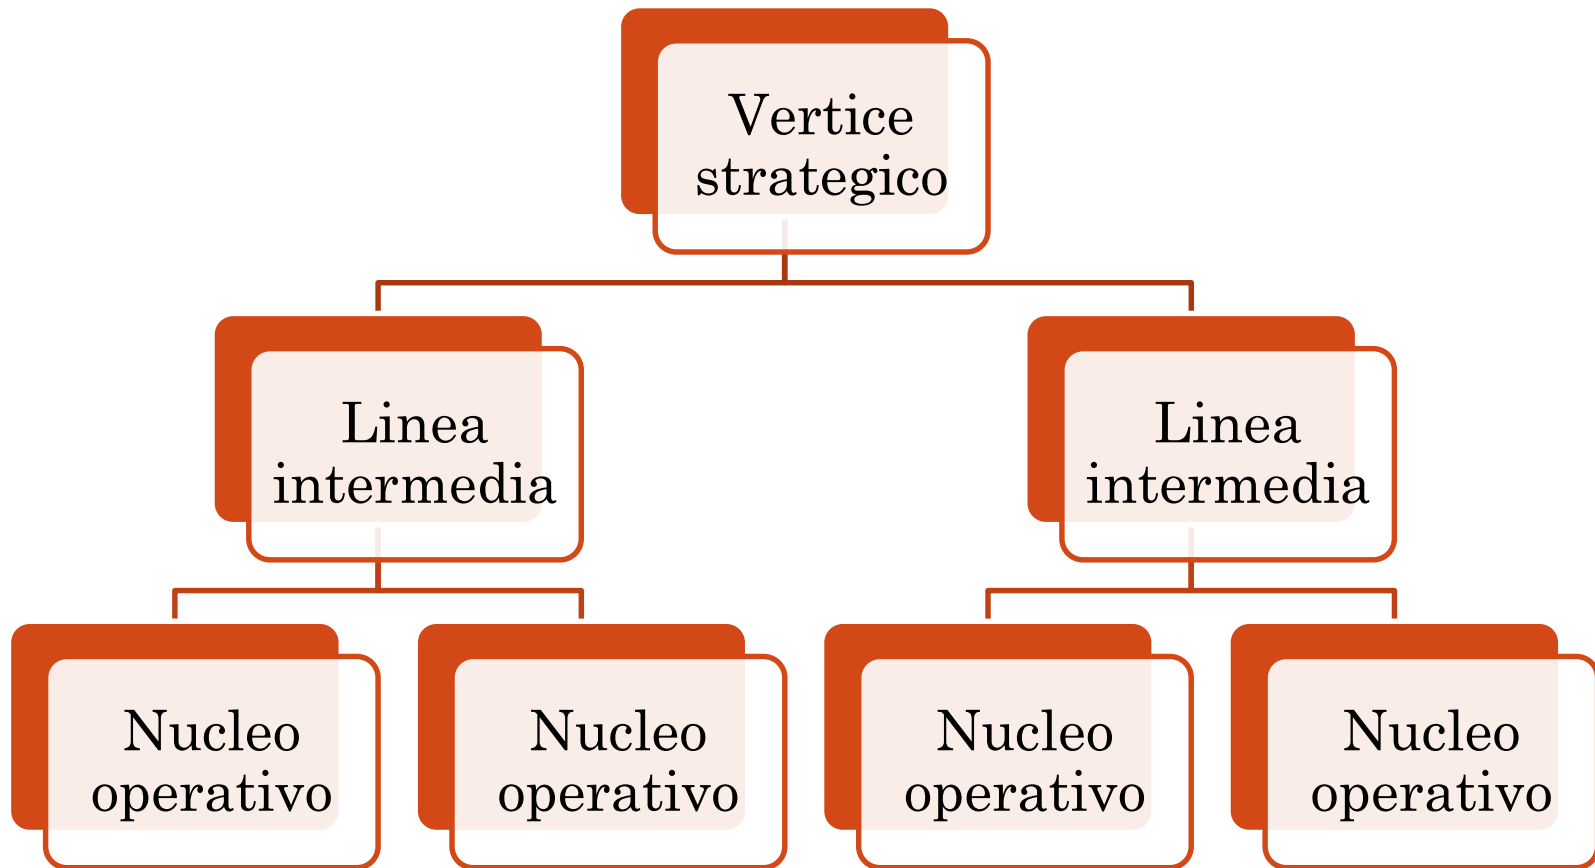 Vertice
strategico
Linea
intermedia
Linea
intermedia
Nucleo
operativo
Nucleo
operativo
Nucleo
operativo
Nucleo
operativo